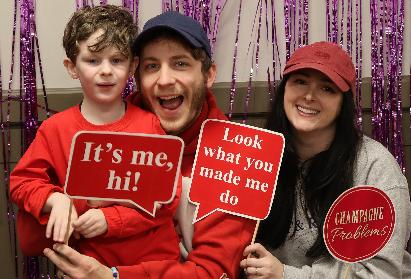 It's me,
hi!
Look
what you
made me
do
CHAMPAGNE
Problems